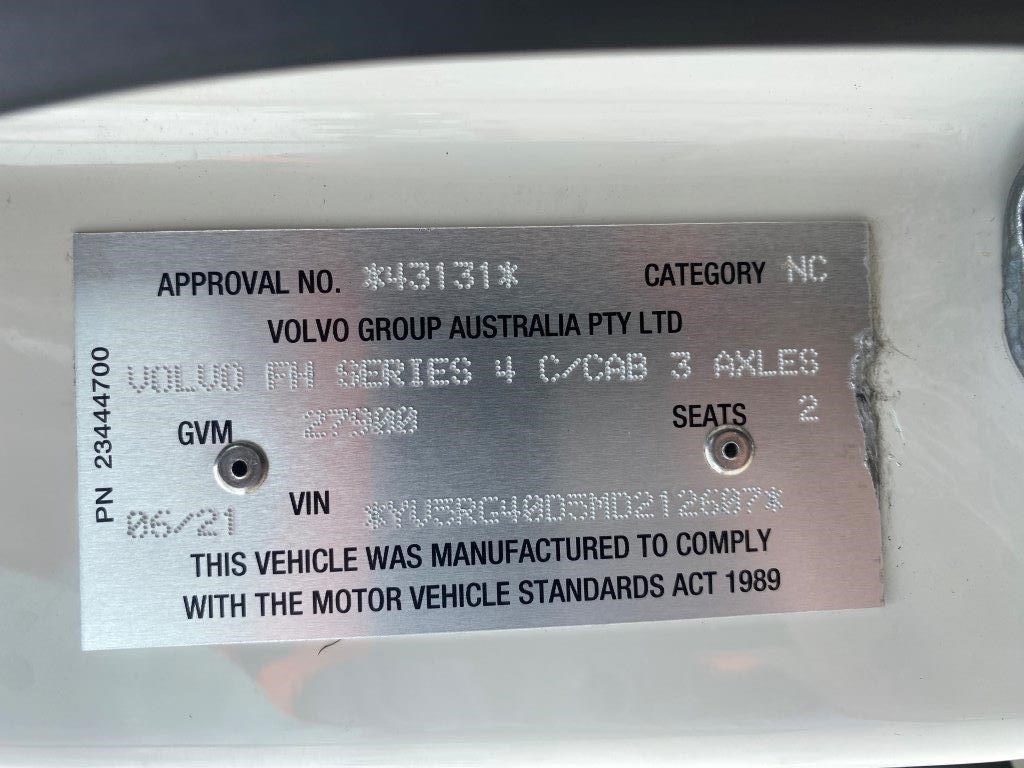 APPROVAL NO. *43131* CATEGORY NC
VOLVO GROUP AUSTRALIA PTY LTD
VOLVO FH SERIES 4 C/CAB 3 AXLES
GVM 27900 SEATS 2
06/21 VIN *YV5RG40D5MD212607*
THIS VEHICLE WAS MANUFACTURED TO COMPLY
WITH THE MOTOR VEHICLE STANDARDS ACT 1989
PN 23444700